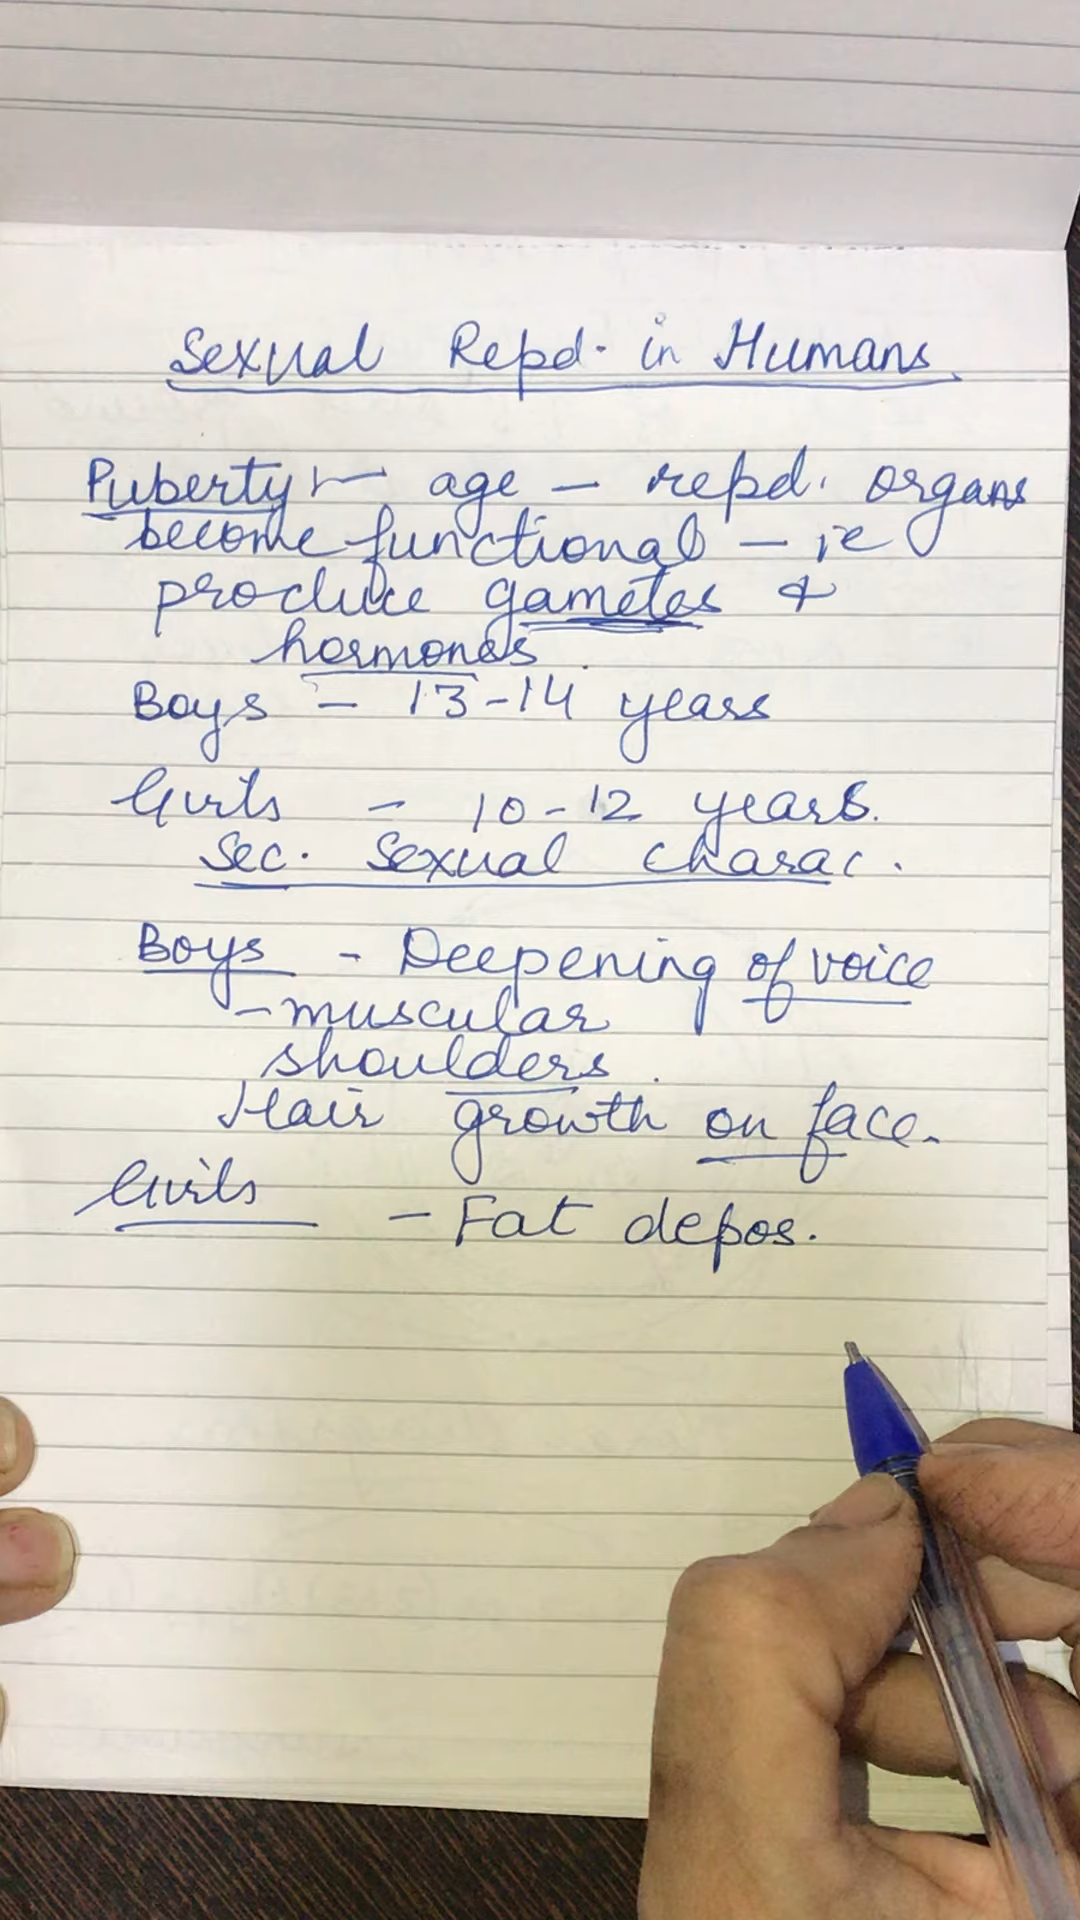 Sexual Repd. in Humans
Puberty :- age - repd. organs
become functional - ie
produce gametes &
hormones.
Boys - 13-14 years
Girls - 10-12 years.
Sec. Sexual charac.
Boys - Deepening of voice
- muscular
shoulders.
Hair growth on face.
Girls - Fat depos.